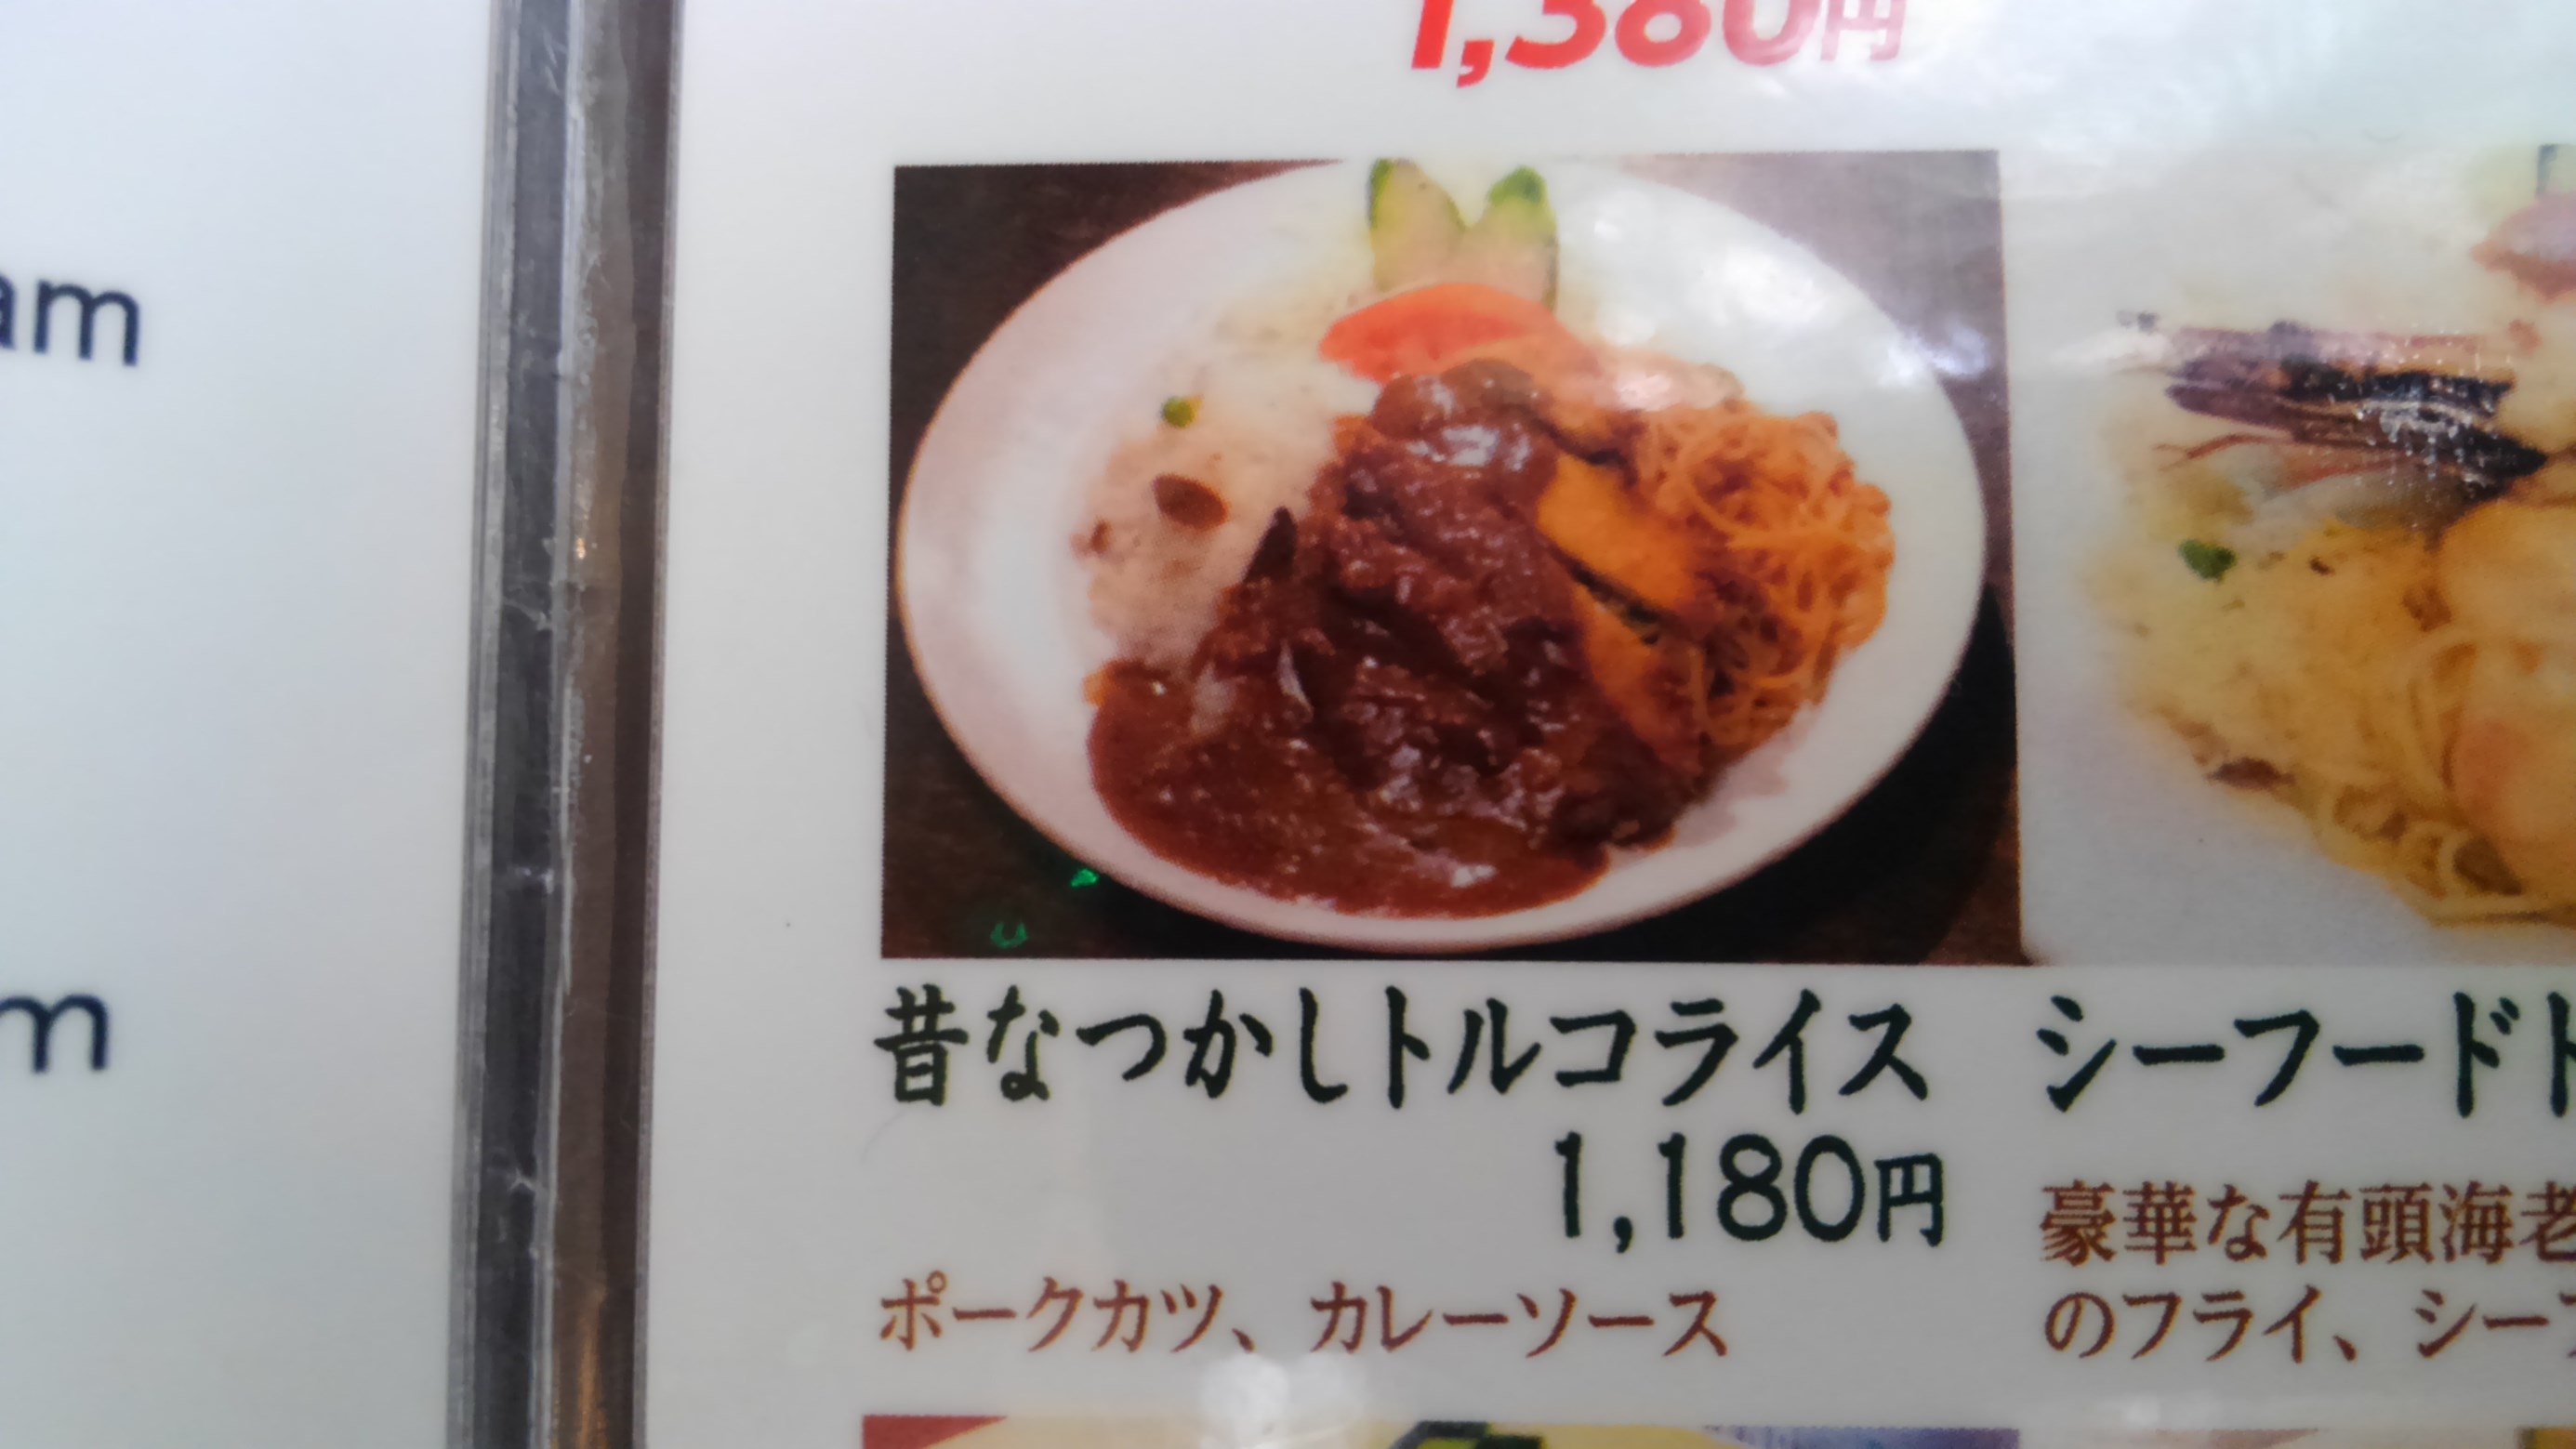 am
m
1,380円
昔なつかしトルコライス
1,180円
ポークカツ、カレーソース
シーフード
豪華な有頭海老
のフライ、シー